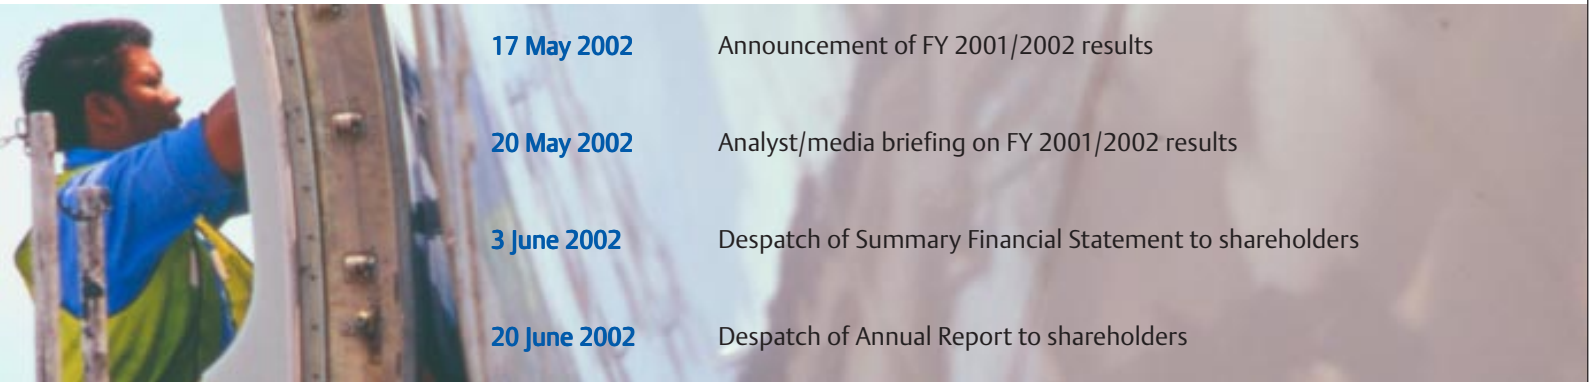 17 May 2002 Announcement of FY 2001/2002 results
20 May 2002 Analyst/media briefing on FY 2001/2002 results
3 June 2002 Despatch of Summary Financial Statement to shareholders
20 June 2002 Despatch of Annual Report to shareholders